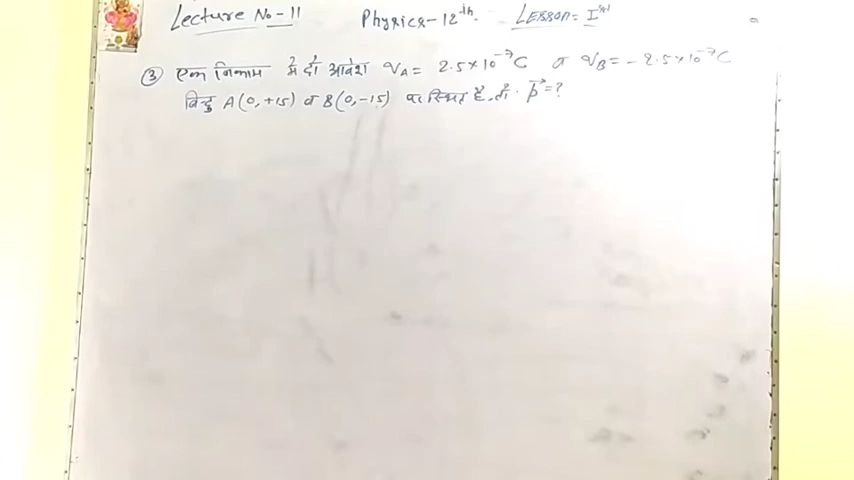 Lecture No-11 Physics-12th. LESSON= Ist
③ एक निकाय में दो आवेश qA= 2.5×10⁻⁷C व qB= -2.5×10⁻⁷C
बिन्दु A(0,+15) व B(0,-15) पर स्थित है, तो p⃗=?